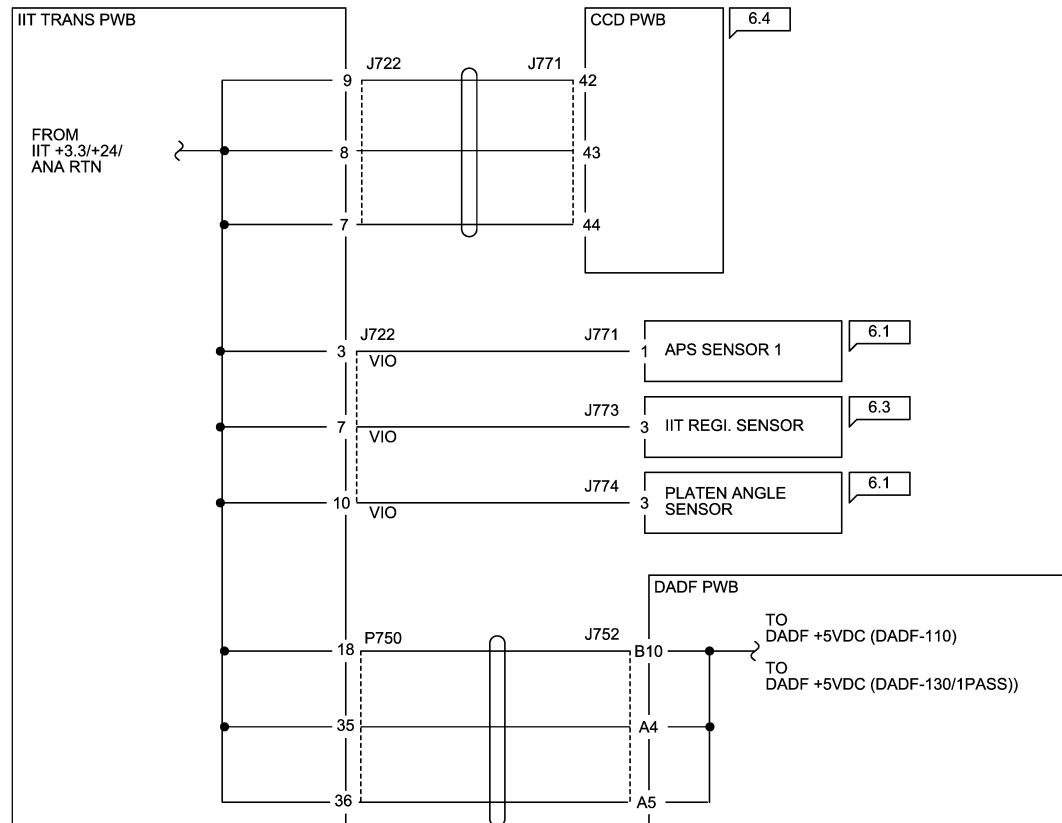 IIT TRANS PWB
CCD PWB
6.4
J722
J771
9
42
FROM
IIT +3.3/+24/
ANA RTN
8
43
7
44
J722
J771
6.1
3
VIO
1
APS SENSOR 1
J773
6.3
7
VIO
3
IIT REGI. SENSOR
J774
6.1
10
VIO
3
PLATEN ANGLE
SENSOR
DADF PWB
P750
J752
18
B10
TO
DADF +5VDC (DADF-110)
TO
DADF +5VDC (DADF-130/1PASS))
35
A4
36
A5